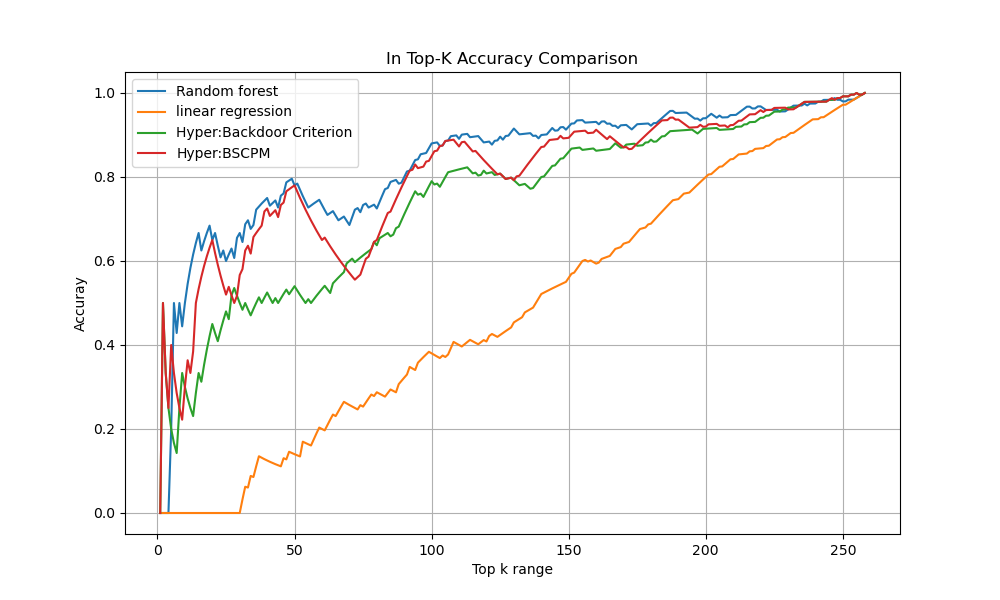 In Top-K Accuracy Comparison
Random forest
linear regression
Hyper:Backdoor Criterion
Hyper:BSCPM
1.0
0.8
0.6
0.4
0.2
0.0
Accuray
0 50 100 150 200 250
Top k range